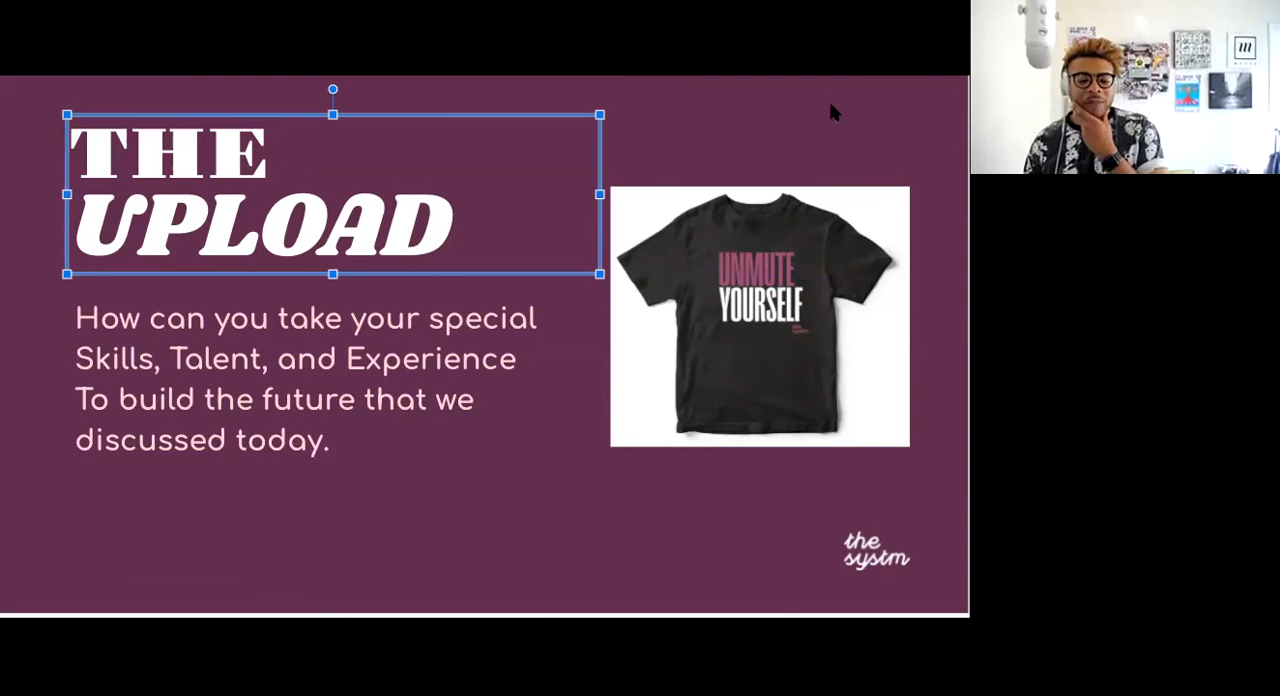 THE
UPLOAD
How can you take your special
Skills, Talent, and Experience
To build the future that we
discussed today.
UNMUTE
YOURSELF
the
systm